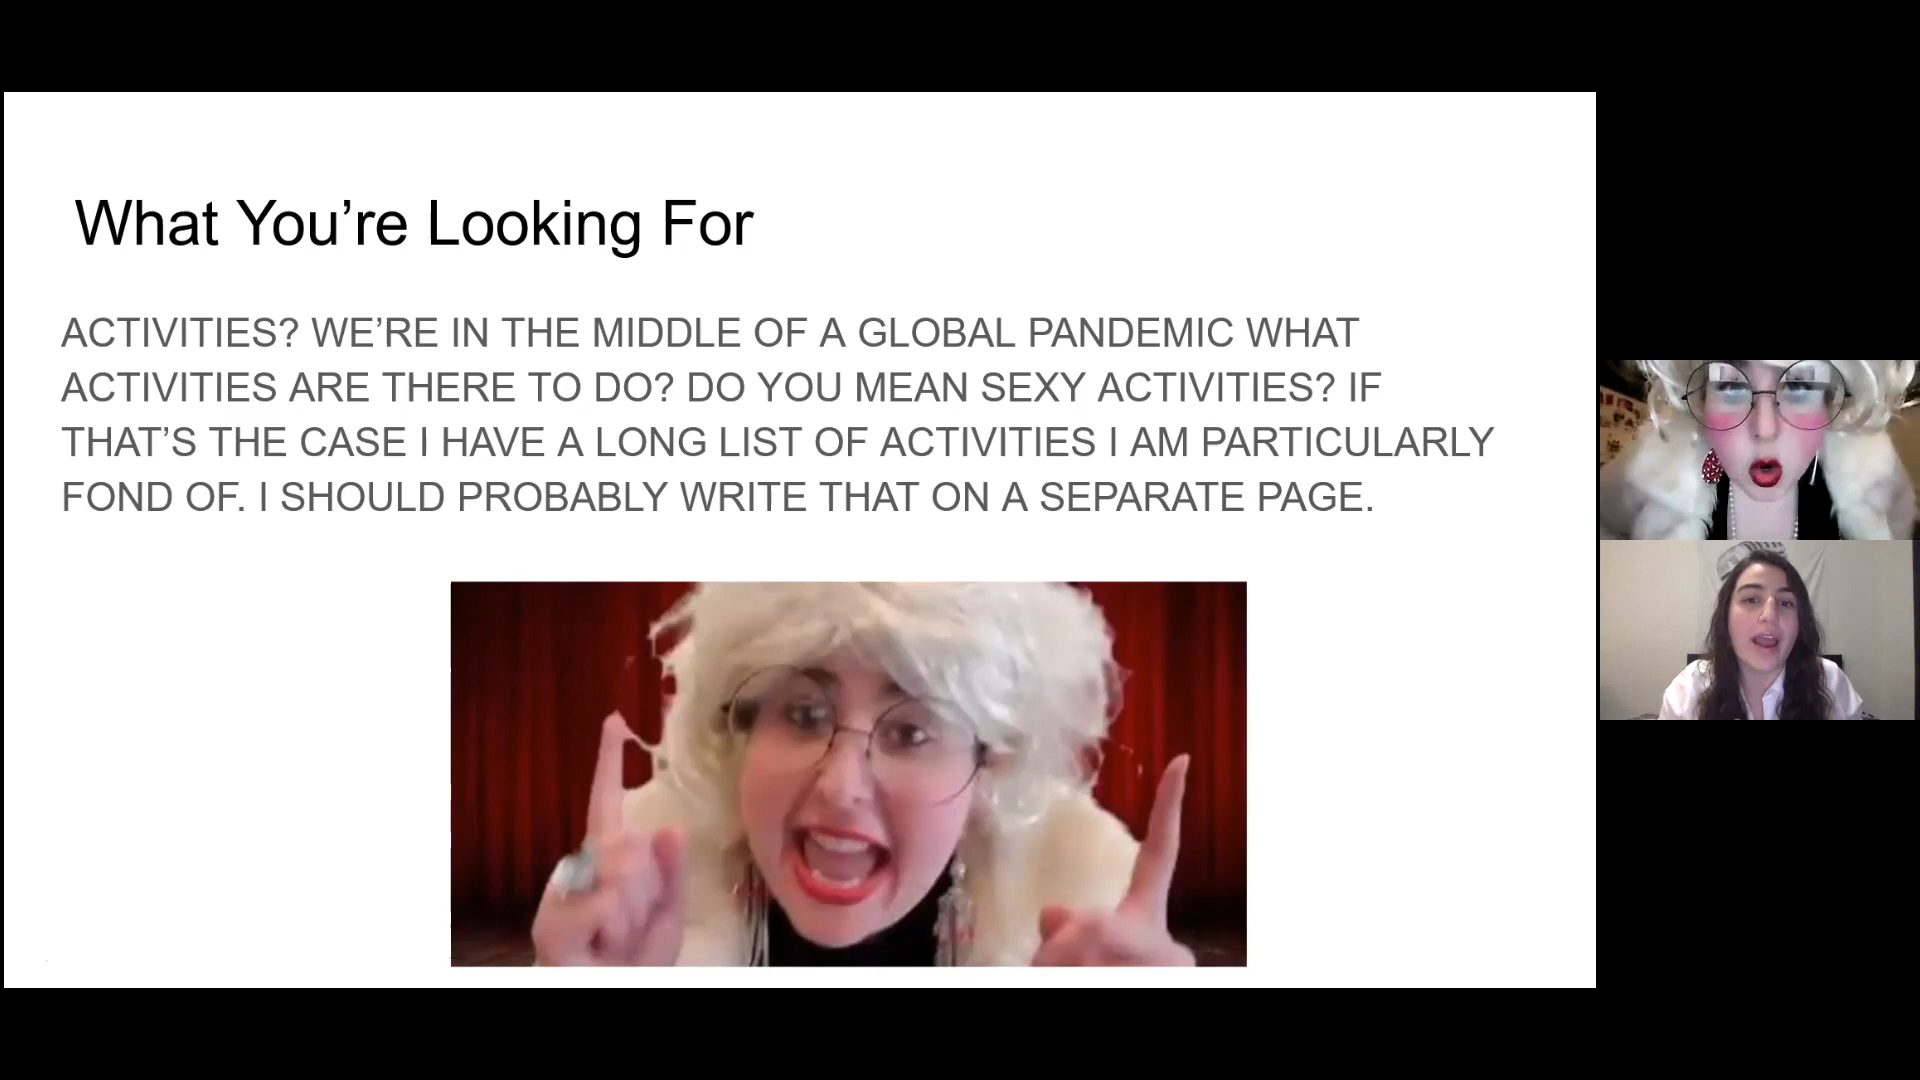 What You’re Looking For
ACTIVITIES? WE’RE IN THE MIDDLE OF A GLOBAL PANDEMIC WHAT
ACTIVITIES ARE THERE TO DO? DO YOU MEAN SEXY ACTIVITIES? IF
THAT’S THE CASE I HAVE A LONG LIST OF ACTIVITIES I AM PARTICULARLY
FOND OF. I SHOULD PROBABLY WRITE THAT ON A SEPARATE PAGE.